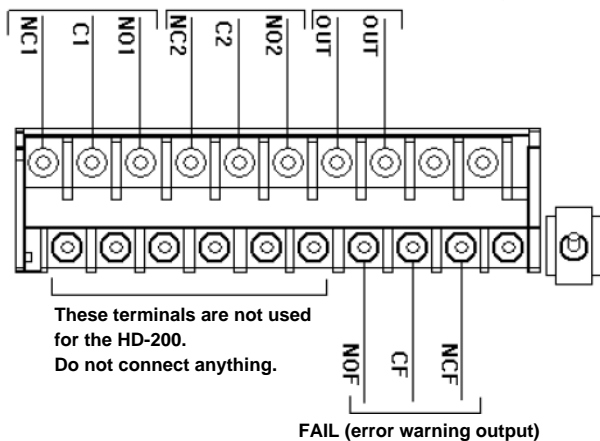 NC1
C1
NO1
NC2
C2
NO2
OUT
OUT
These terminals are not used
for the HD-200.
Do not connect anything.
NOF
CF
NCF
FAIL (error warning output)